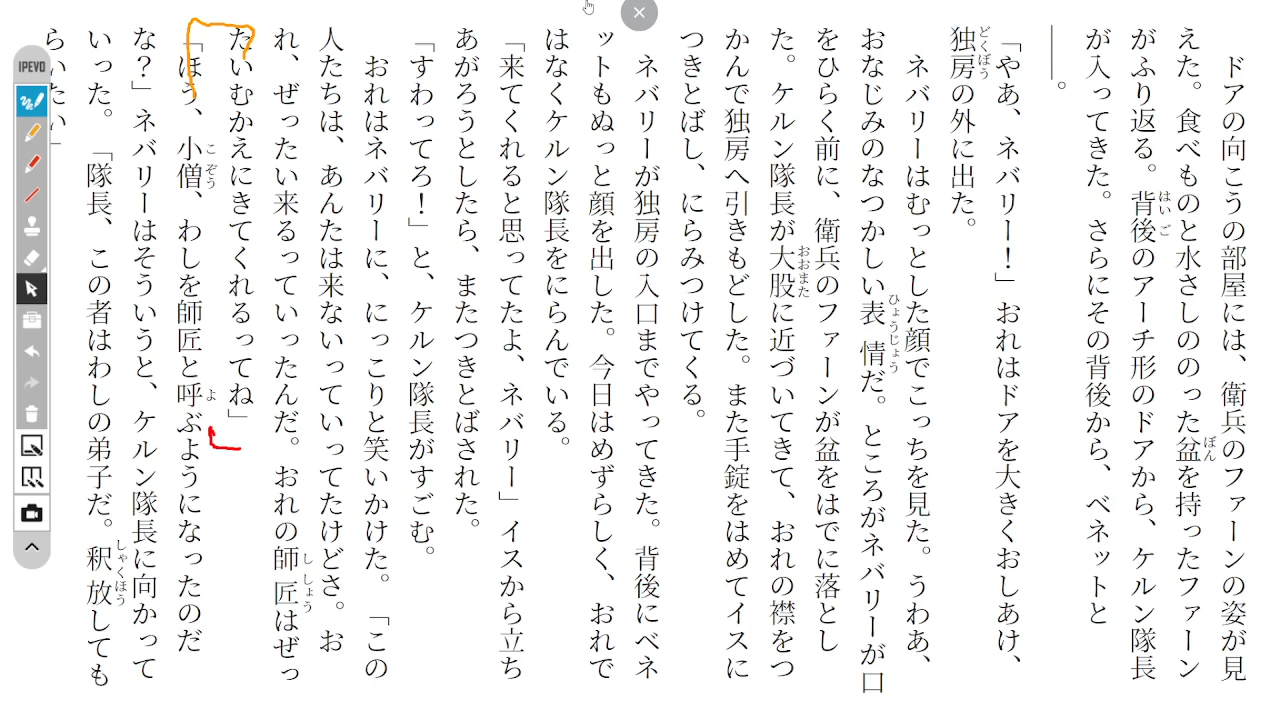 ドアの向こうの部屋には、衛兵のファーンの姿が見
えた。食べものと水さしののった盆を持ったファーン
がふり返る。背後のアーチ形のドアから、ケルン隊長
が入ってきた。さらにその背後から、ベネットと
――。
「やあ、ネバリー！」おれはドアを大きくおしあけ、
独房の外に出た。
ネバリーはむっとした顔でこっちを見た。うわあ、
おなじみのなつかしい表情だ。ところがネバリーが口
をひらく前に、衛兵のファーンが盆をはでに落とし
た。ケルン隊長が大股に近づいてきて、おれの襟をつ
かんで独房へ引きもどした。また手錠をはめてイスに
つきとばし、にらみつけてくる。
ネバリーが独房の入口までやってきた。背後にベネ
ットもぬっと顔を出した。今日はめずらしく、おれで
はなくケルン隊長をにらんでいる。
「来てくれると思ってたよ、ネバリー」イスから立ち
あがろうとしたら、またつきとばされた。
「すわってろ！」と、ケルン隊長がすごむ。
おれはネバリーに、にっこりと笑いかけた。「この
人たちは、あんたは来ないっていってたけどさ。お
れ、ぜったい来るっていったんだ。おれの師匠はぜっ
たいむかえにきてくれるってね」
「ほう、小僧、わしを師匠と呼ぶようになったのだ
な？」ネバリーはそういうと、ケルン隊長に向かって
いった。「隊長、この者はわしの弟子だ。釈放しても
らいたい」
IPEVO